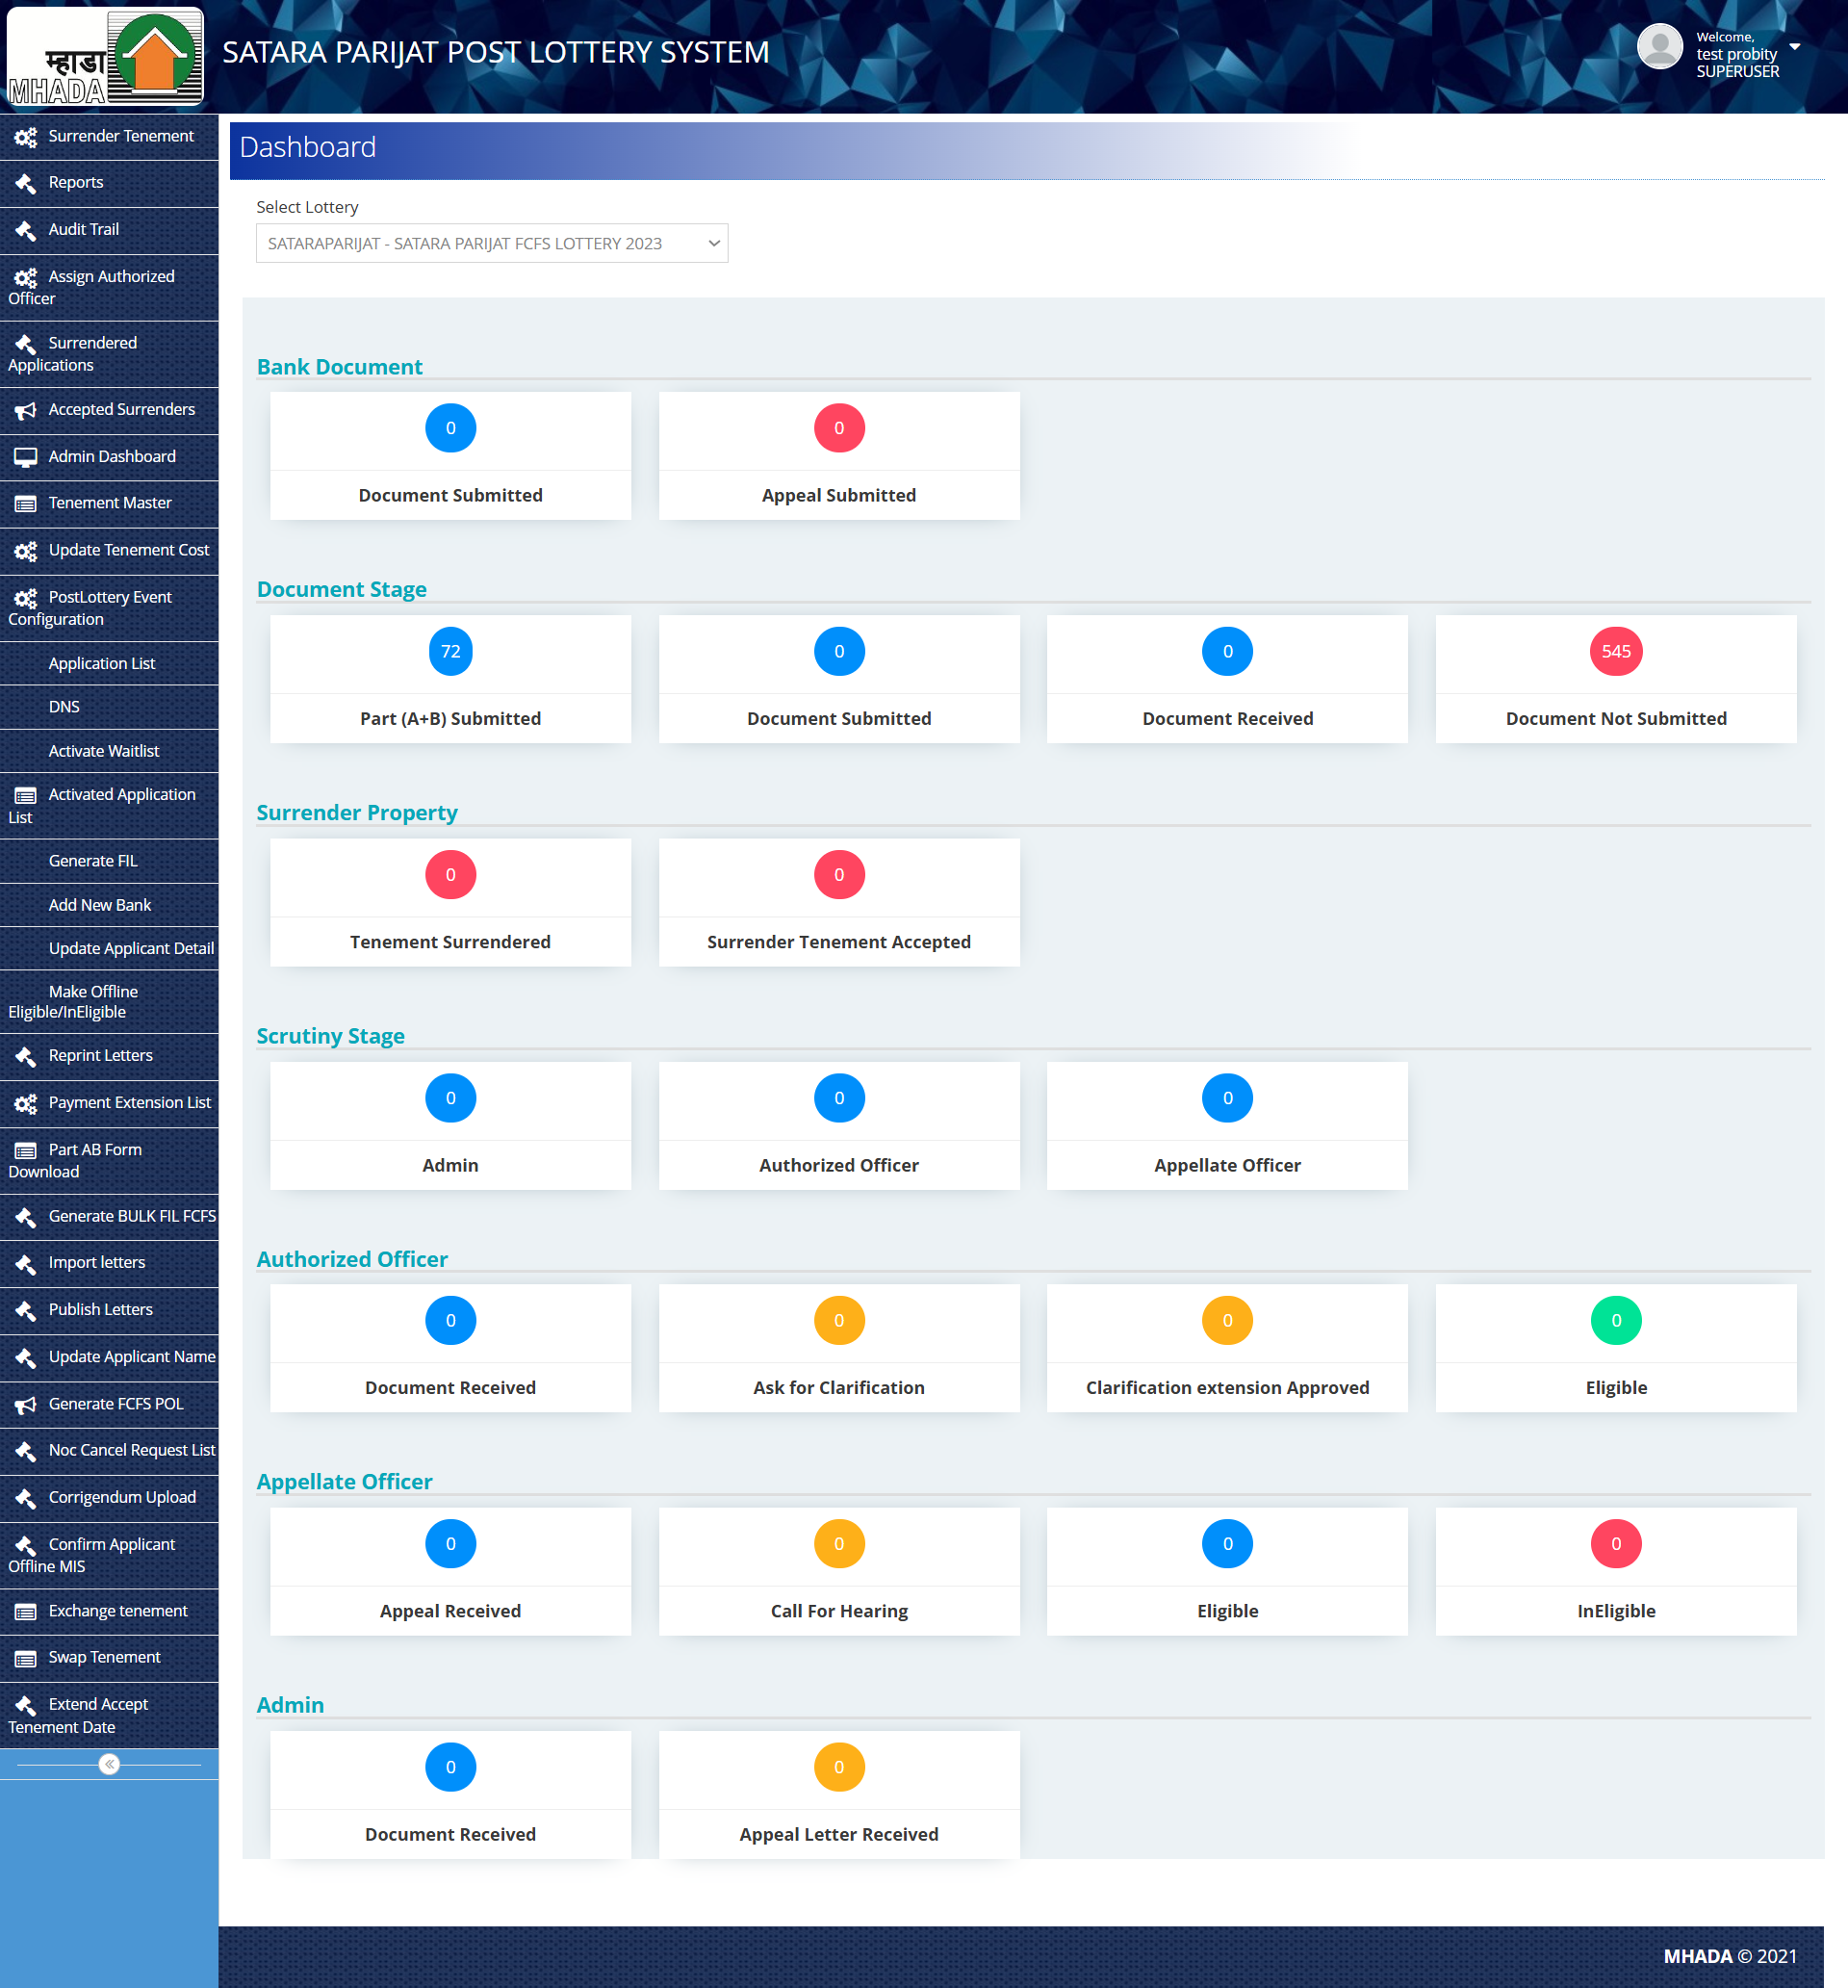 म्हाडा
MHADA
SATARA PARIJAT POST LOTTERY SYSTEM
Welcome,
test probity
SUPERUSER
Surrender Tenement
Reports
Audit Trail
Assign Authorized
Officer
Surrendered
Applications
Accepted Surrenders
Admin Dashboard
Tenement Master
Update Tenement Cost
PostLottery Event
Configuration
Application List
DNS
Activate Waitlist
Activated Application
List
Generate FIL
Add New Bank
Update Applicant Detail
Make Offline
Eligible/InEligible
Reprint Letters
Payment Extension List
Part AB Form
Download
Generate BULK FIL FCFS
Import letters
Publish Letters
Update Applicant Name
Generate FCFS POL
Noc Cancel Request List
Corrigendum Upload
Confirm Applicant
Offline MIS
Exchange tenement
Swap Tenement
Extend Accept
Tenement Date
Dashboard
Select Lottery
SATARAPARIJAT - SATARA PARIJAT FCFS LOTTERY 2023
Bank Document
0 0
Document Submitted Appeal Submitted
Document Stage
72 0 0 545
Part (A+B) Submitted Document Submitted Document Received Document Not Submitted
Surrender Property
0 0
Tenement Surrendered Surrender Tenement Accepted
Scrutiny Stage
0 0 0
Admin Authorized Officer Appellate Officer
Authorized Officer
0 0 0 0
Document Received Ask for Clarification Clarification extension Approved Eligible
Appellate Officer
0 0 0 0
Appeal Received Call For Hearing Eligible InEligible
Admin
0 0
Document Received Appeal Letter Received
MHADA © 2021